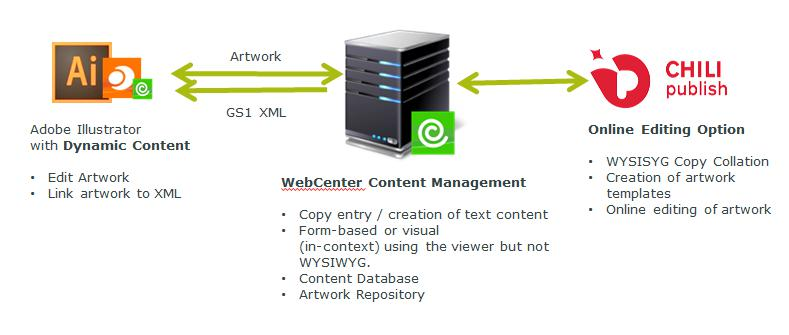 Ai
Artwork
GS1 XML
CHILI
publish
Adobe Illustrator
with Dynamic Content
• Edit Artwork
• Link artwork to XML
WebCenter Content Management
• Copy entry / creation of text content
• Form-based or visual
(in-context) using the viewer but not
WYSIWYG.
• Content Database
• Artwork Repository
Online Editing Option
• WYSISYG Copy Collation
• Creation of artwork
templates
• Online editing of artwork